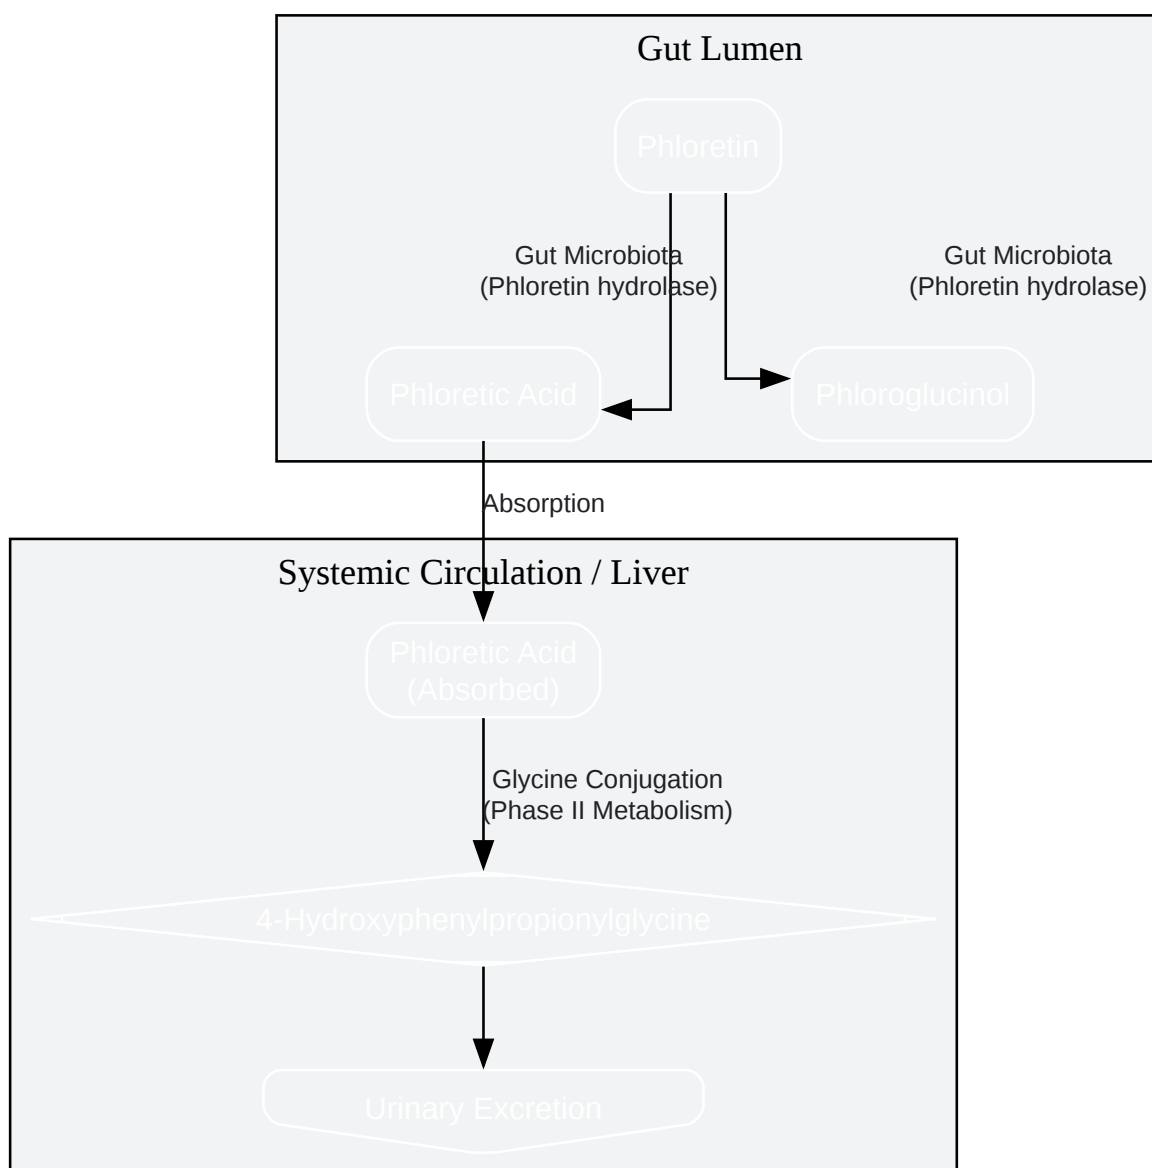 Gut Lumen
Phloretin
Gut Microbiota
(Phloretin hydrolase)
Gut Microbiota
(Phloretin hydrolase)
Phloretic Acid
Phloroglucinol
Absorption
Systemic Circulation / Liver
Phloretic Acid
(Absorbed)
Glycine Conjugation
(Phase II Metabolism)
4-Hydroxyphenylpropionylglycine
Urinary Excretion